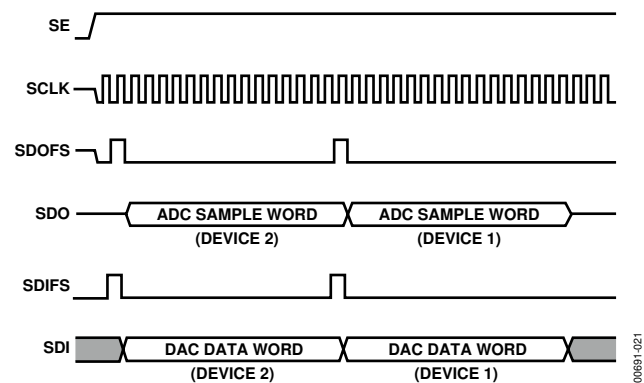 SE
SCLK
SDOFS
SDO
ADC SAMPLE WORD
(DEVICE 2)
ADC SAMPLE WORD
(DEVICE 1)
SDIFS
SDI
DAC DATA WORD
(DEVICE 2)
DAC DATA WORD
(DEVICE 1)
00691-021